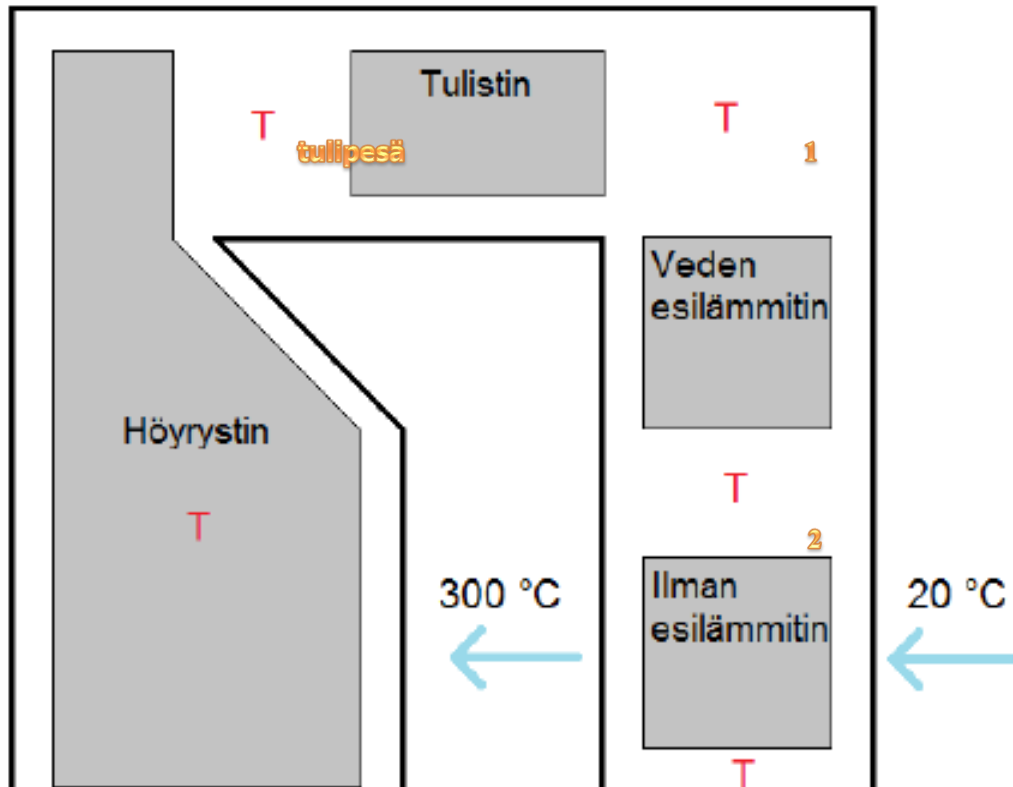 Tulistin
T
tulipesä
T
1
Veden
esilämmitin
Höyrystin
T
T
2
300 °C
Ilman
esilämmitin
20 °C
T